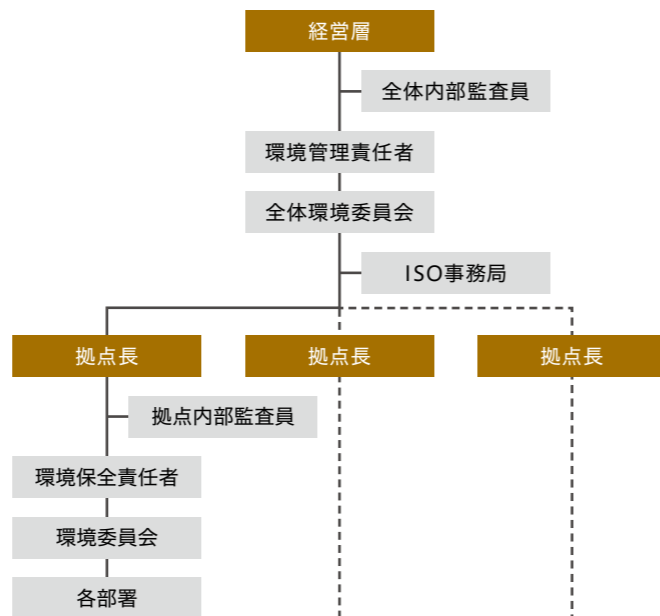 経営層
全体内部監査員
環境管理責任者
全体環境委員会
ISO事務局
拠点長
拠点長
拠点長
拠点内部監査員
環境保全責任者
環境委員会
各部署